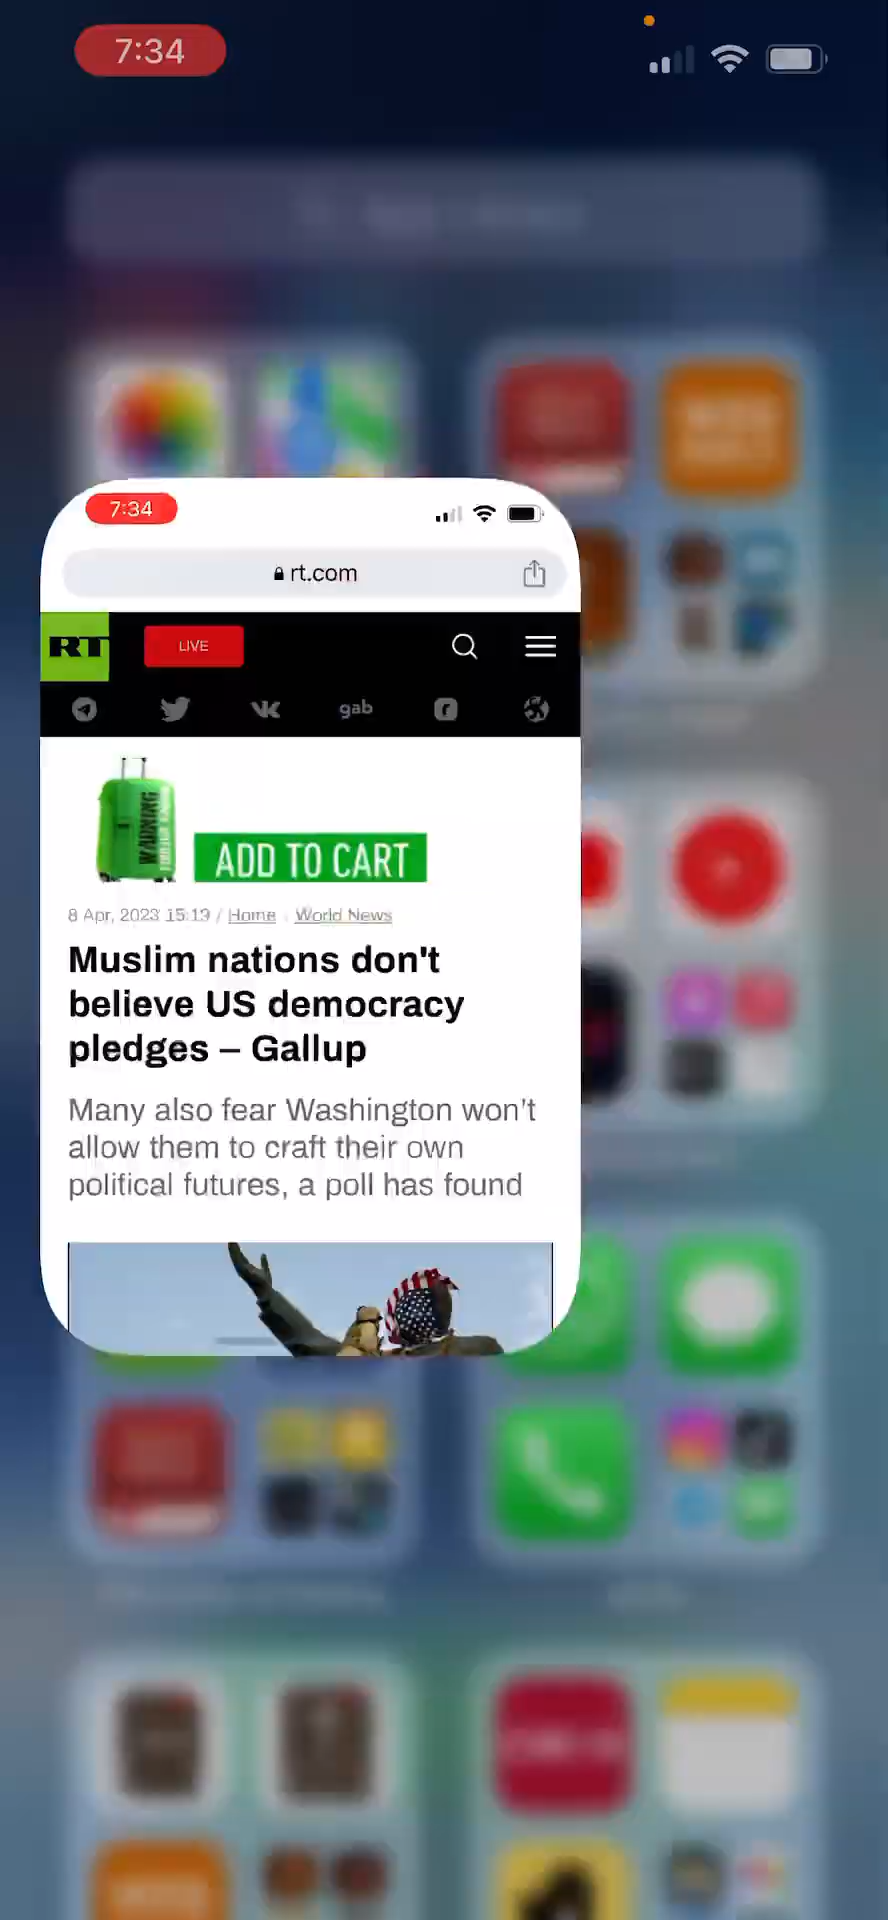 7:34
7:34
rt.com
RT
LIVE
gab
WARNING
ADD TO CART
8 Apr, 2023 15:19 / Home World News
Muslim nations don't
believe US democracy
pledges – Gallup
Many also fear Washington won't
allow them to craft their own
political futures, a poll has found